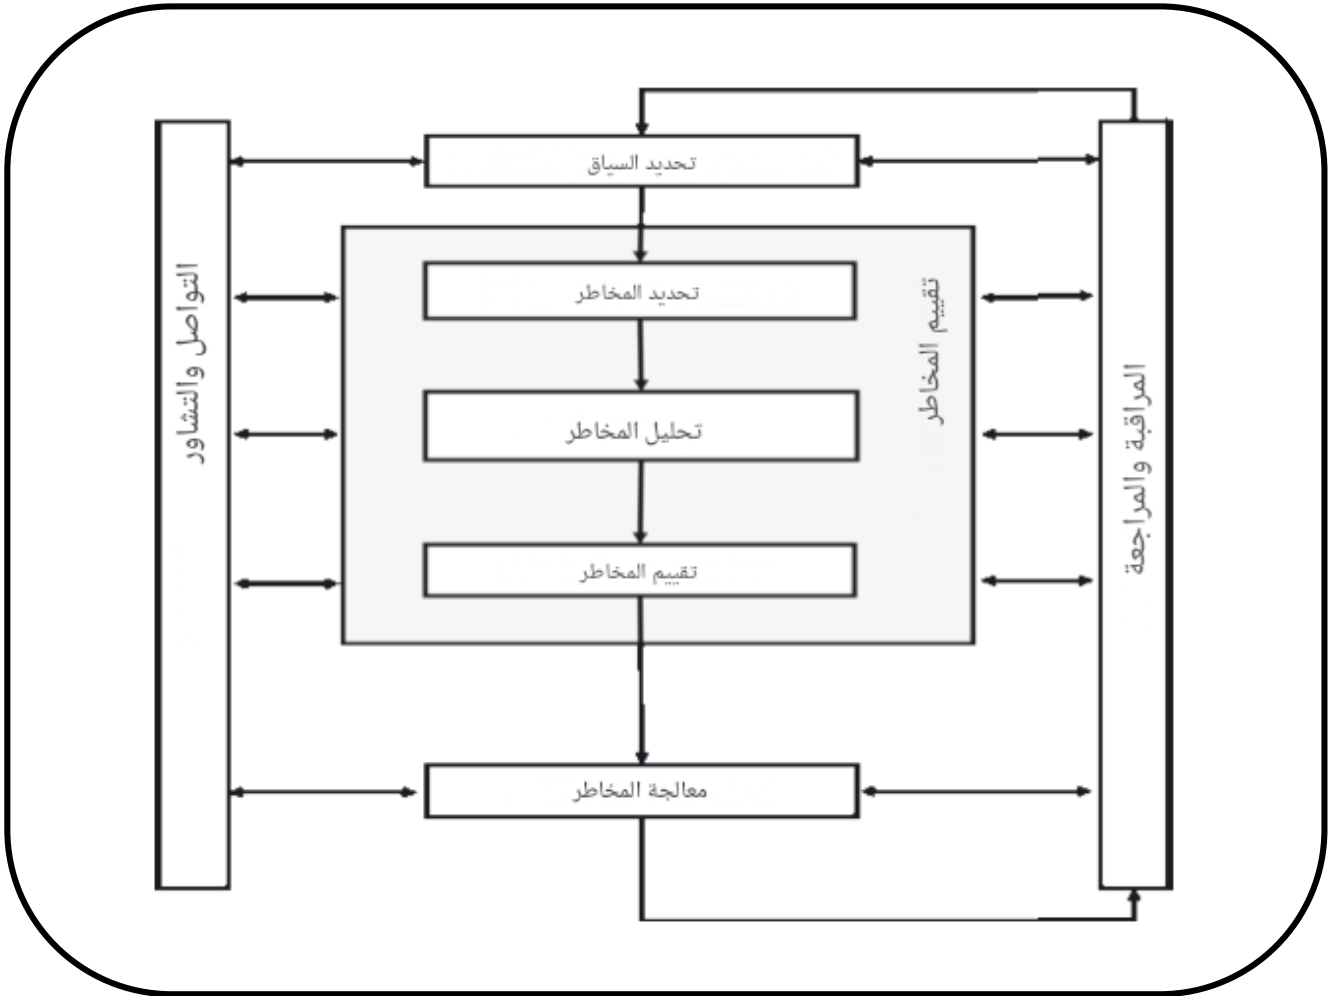 تحديد السياق
تقييم المخاطر
تحديد المخاطر
تحليل المخاطر
تقييم المخاطر
معالجة المخاطر
المراقبة والمراجعة
التواصل والتشاور